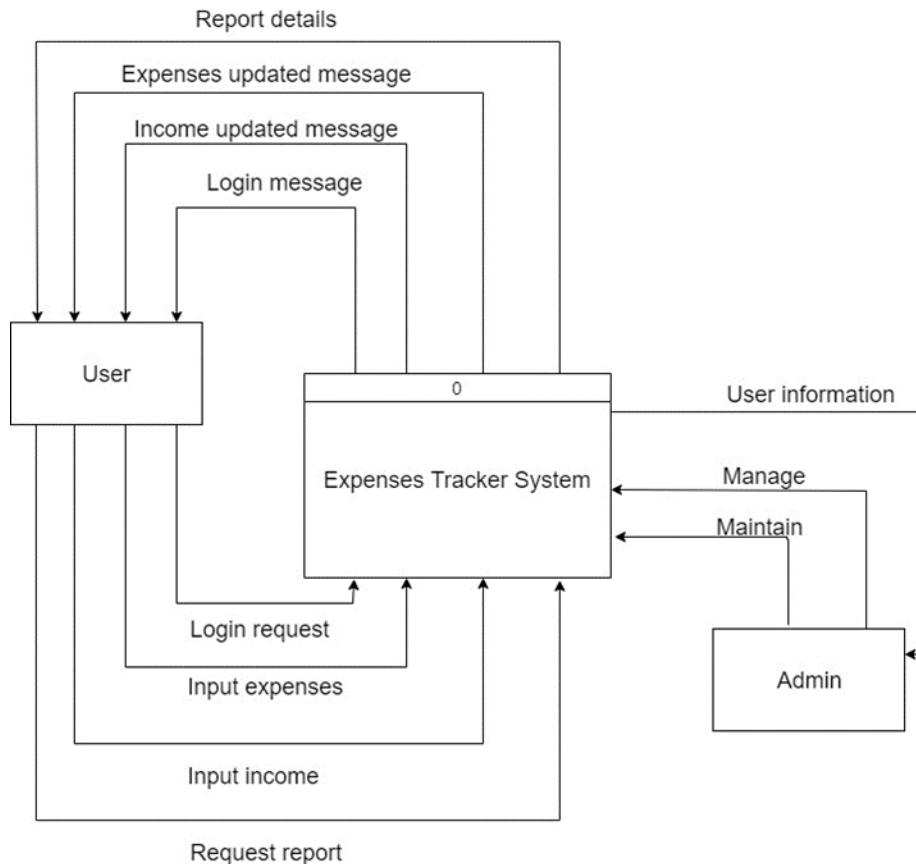 Report details
Expenses updated message
Income updated message
Login message
User
0
User information
Expenses Tracker System
Manage
Maintain
Login request
Admin
Input expenses
Input income
Request report